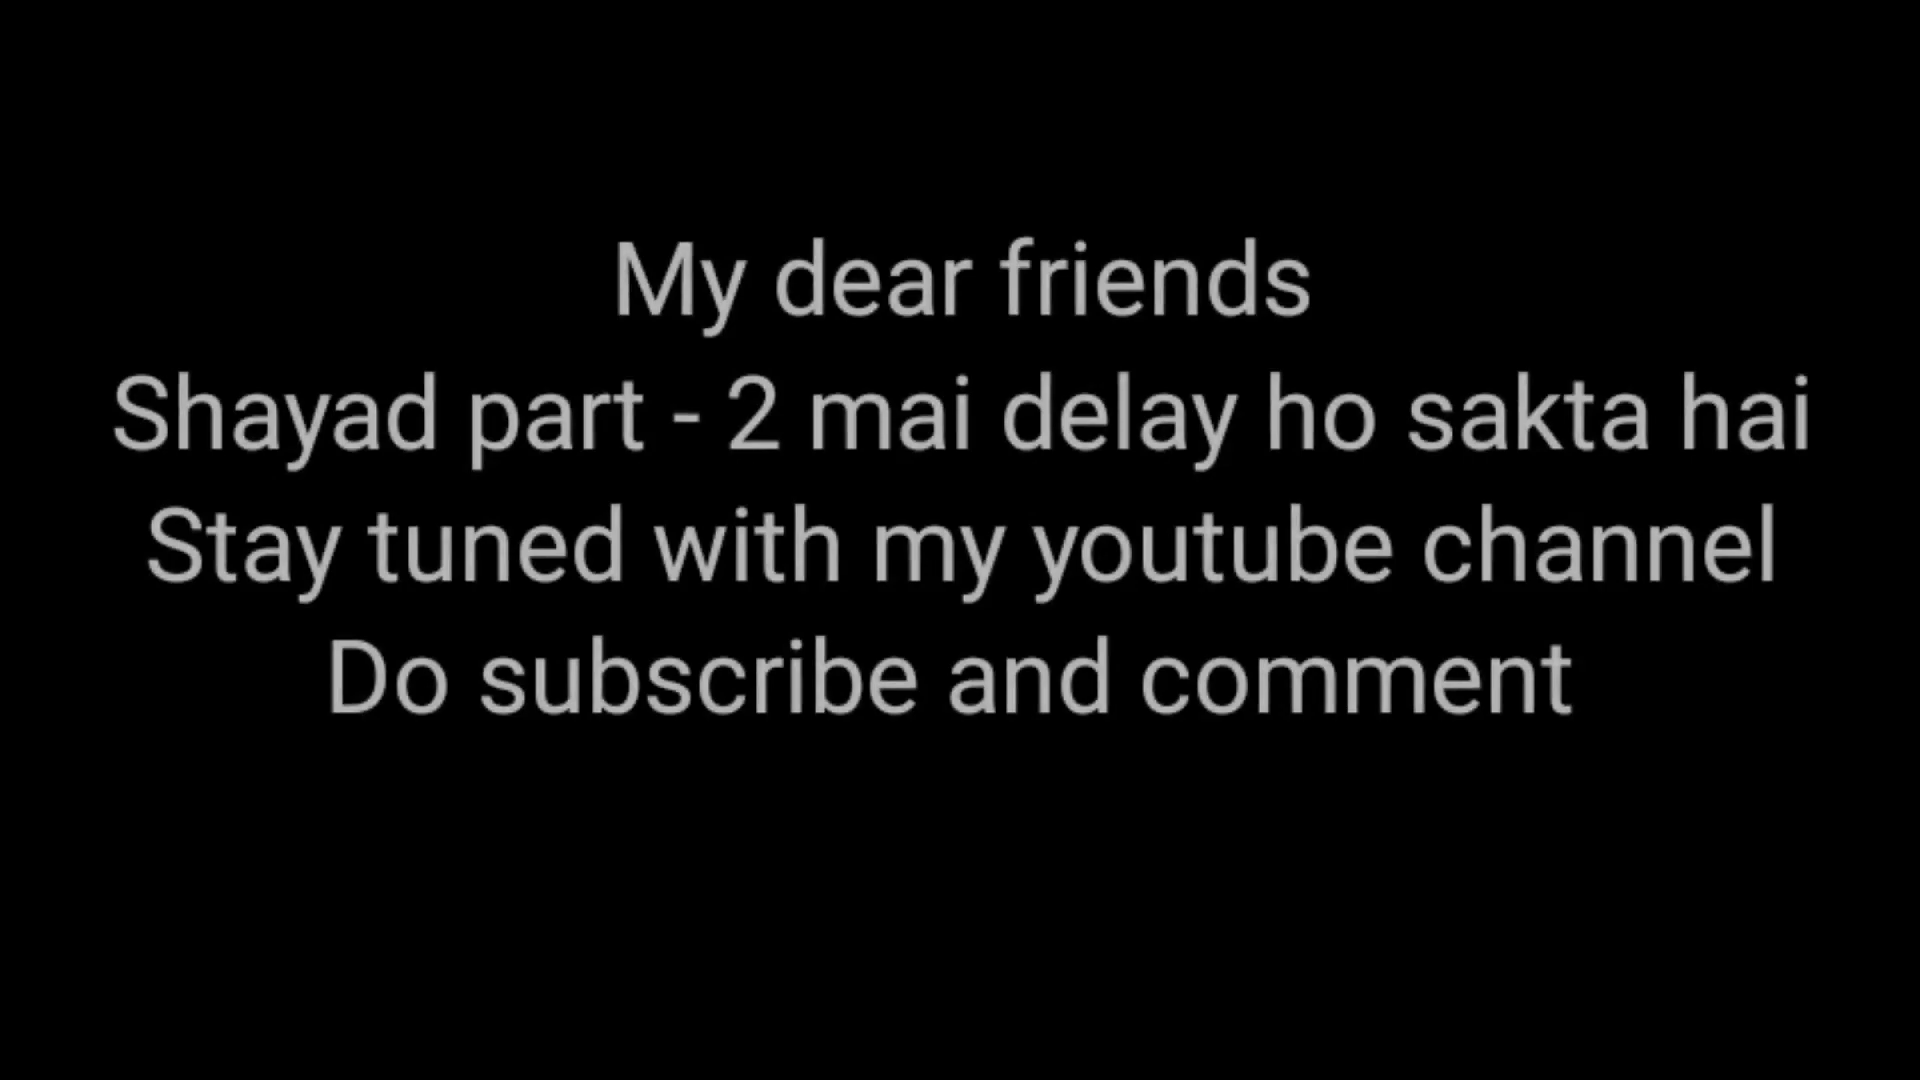 My dear friends
Shayad part - 2 mai delay ho sakta hai
Stay tuned with my youtube channel
Do subscribe and comment